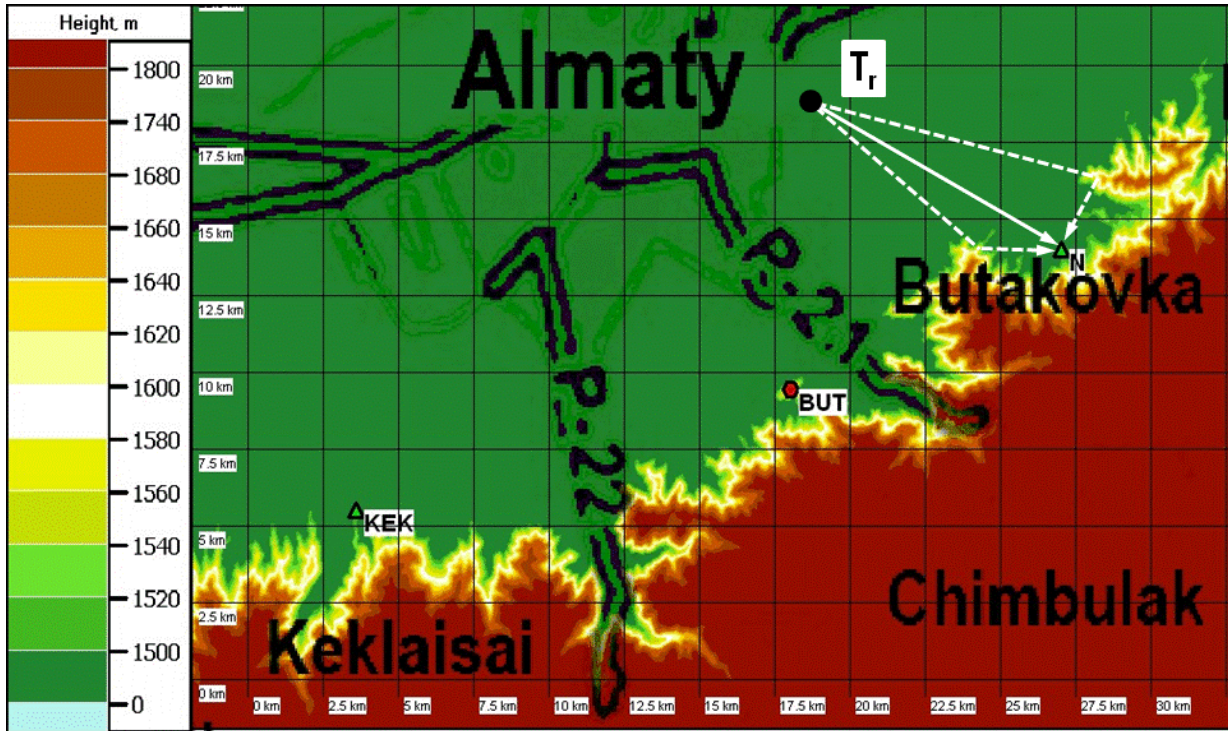 Height, m
1800
1740
1680
1660
1640
1620
1600
1580
1560
1540
1520
1500
0
Almaty
Tr
20 km
17.5 km
15 km
12.5 km
10 km
7.5 km
5 km
2.5 km
0 km
P-21
N
Butakovka
BUT
P-22
KEK
Keklaisai
Chimbulak
0 km
2.5 km
5 km
7.5 km
10 km
12.5 km
15 km
17.5 km
20 km
22.5 km
25 km
27.5 km
30 km